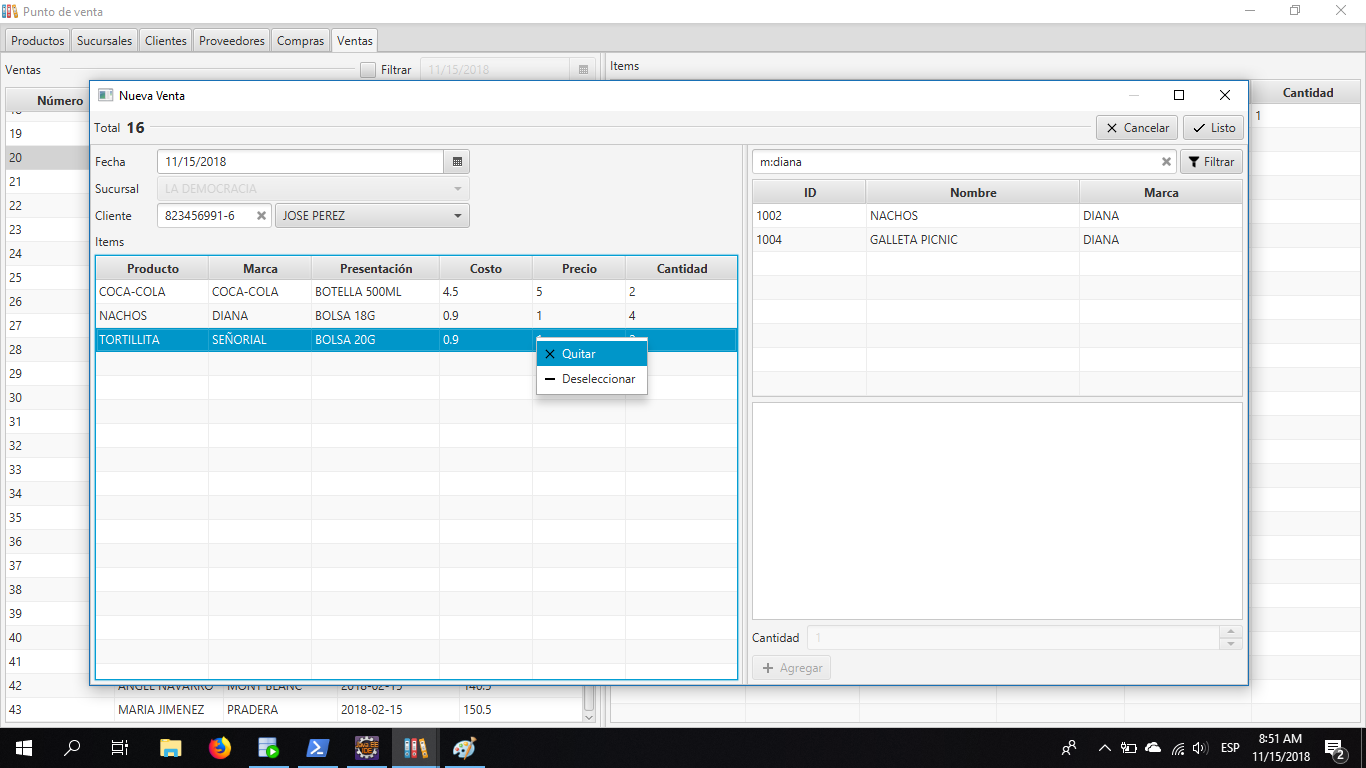 Punto de venta
Productos Sucursales Clientes Proveedores Compras Ventas
Ventas Filtrar 11/15/2018 Items
Número Cantidad
1
19
20
21
22
23
24
25
26
27
28
29
30
31
32
33
34
35
36
37
38
39
40
41
42 ANGEL NAVARRO MONT BLANC 2018-02-15 140.5
43 MARIA JIMENEZ PRADERA 2018-02-15 150.5
Nueva Venta
Total 16 Cancelar Listo
Fecha 11/15/2018
Sucursal LA DEMOCRACIA
Cliente 823456991-6 JOSE PEREZ
Items
Producto Marca Presentación Costo Precio Cantidad
COCA-COLA COCA-COLA BOTELLA 500ML 4.5 5 2
NACHOS DIANA BOLSA 18G 0.9 1 4
TORTILLITA SEÑORIAL BOLSA 20G 0.9
Quitar
Deseleccionar
m:diana Filtrar
ID Nombre Marca
1002 NACHOS DIANA
1004 GALLETA PICNIC DIANA
Cantidad 1
Agregar
ESP 8:51 AM
11/15/2018 2